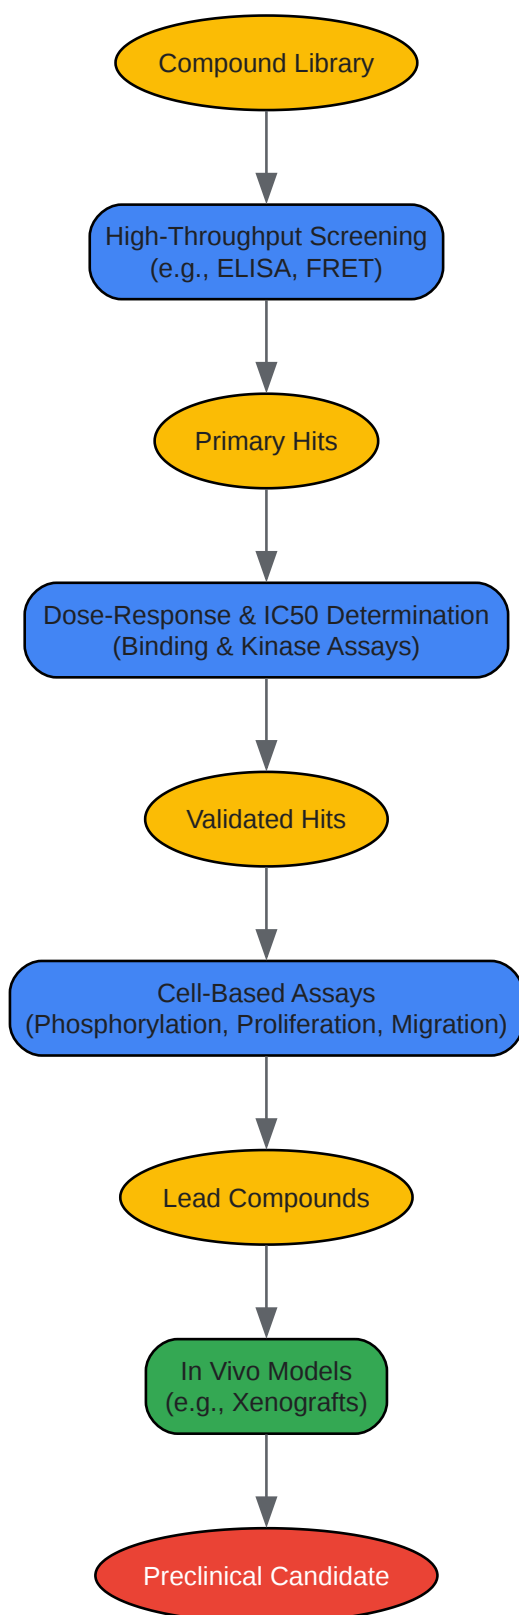 Compound Library
High-Throughput Screening
(e.g., ELISA, FRET)
Primary Hits
Dose-Response & IC50 Determination
(Binding & Kinase Assays)
Validated Hits
Cell-Based Assays
(Phosphorylation, Proliferation, Migration)
Lead Compounds
In Vivo Models
(e.g., Xenografts)
Preclinical Candidate